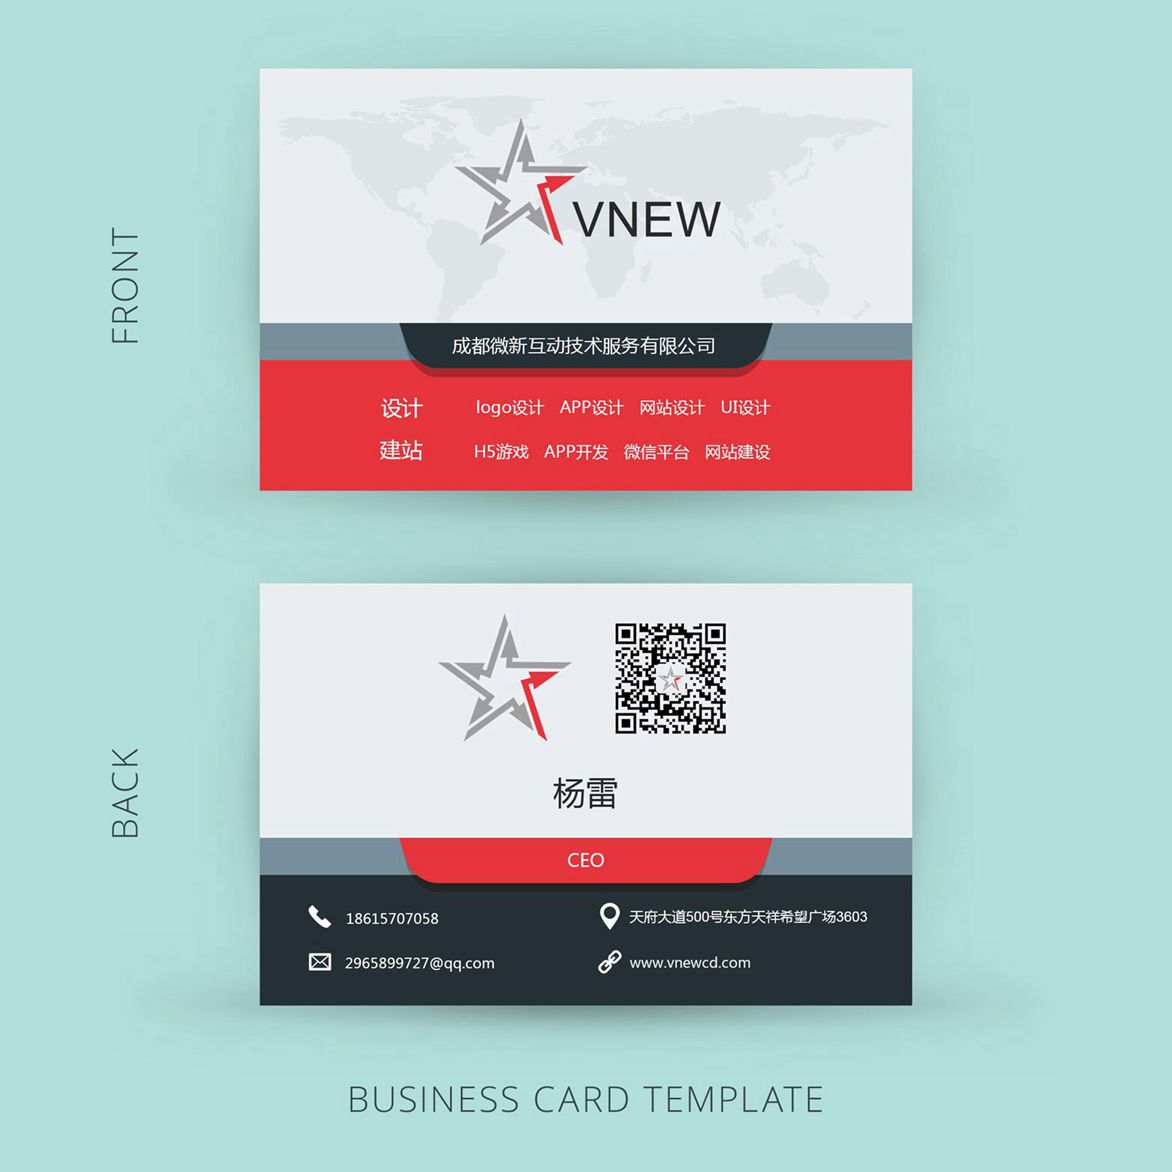 FRONT
VNEW
成都微新互动技术服务有限公司
设计 logo设计 APP设计 网站设计 UI设计
建站 H5游戏 APP开发 微信平台 网站建设
BACK
杨雷
CEO
18615707058
天府大道500号东方天祥希望广场3603
2965899727@qq.com
www.vnewcd.com
BUSINESS CARD TEMPLATE